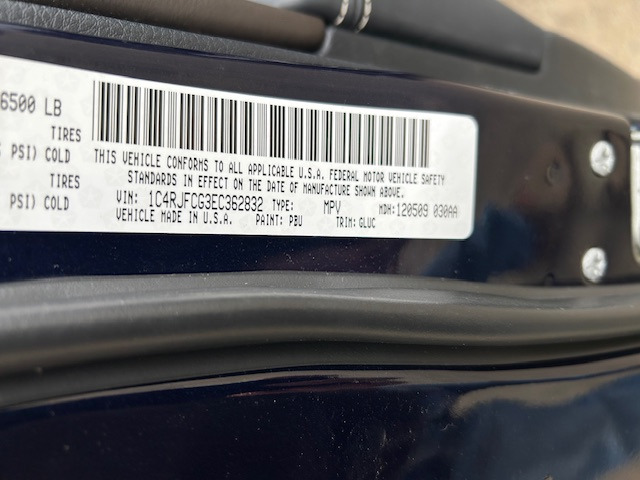 6500 LB
TIRES
PSI) COLD
TIRES
PSI) COLD
THIS VEHICLE CONFORMS TO ALL APPLICABLE U.S.A. FEDERAL MOTOR VEHICLE SAFETY
STANDARDS IN EFFECT ON THE DATE OF MANUFACTURE SHOWN ABOVE.
VIN: 1C4RJFCG3EC362832 TYPE: MPV MDH:120509 030AA
VEHICLE MADE IN U.S.A. PAINT: PBU TRIM: GLUC